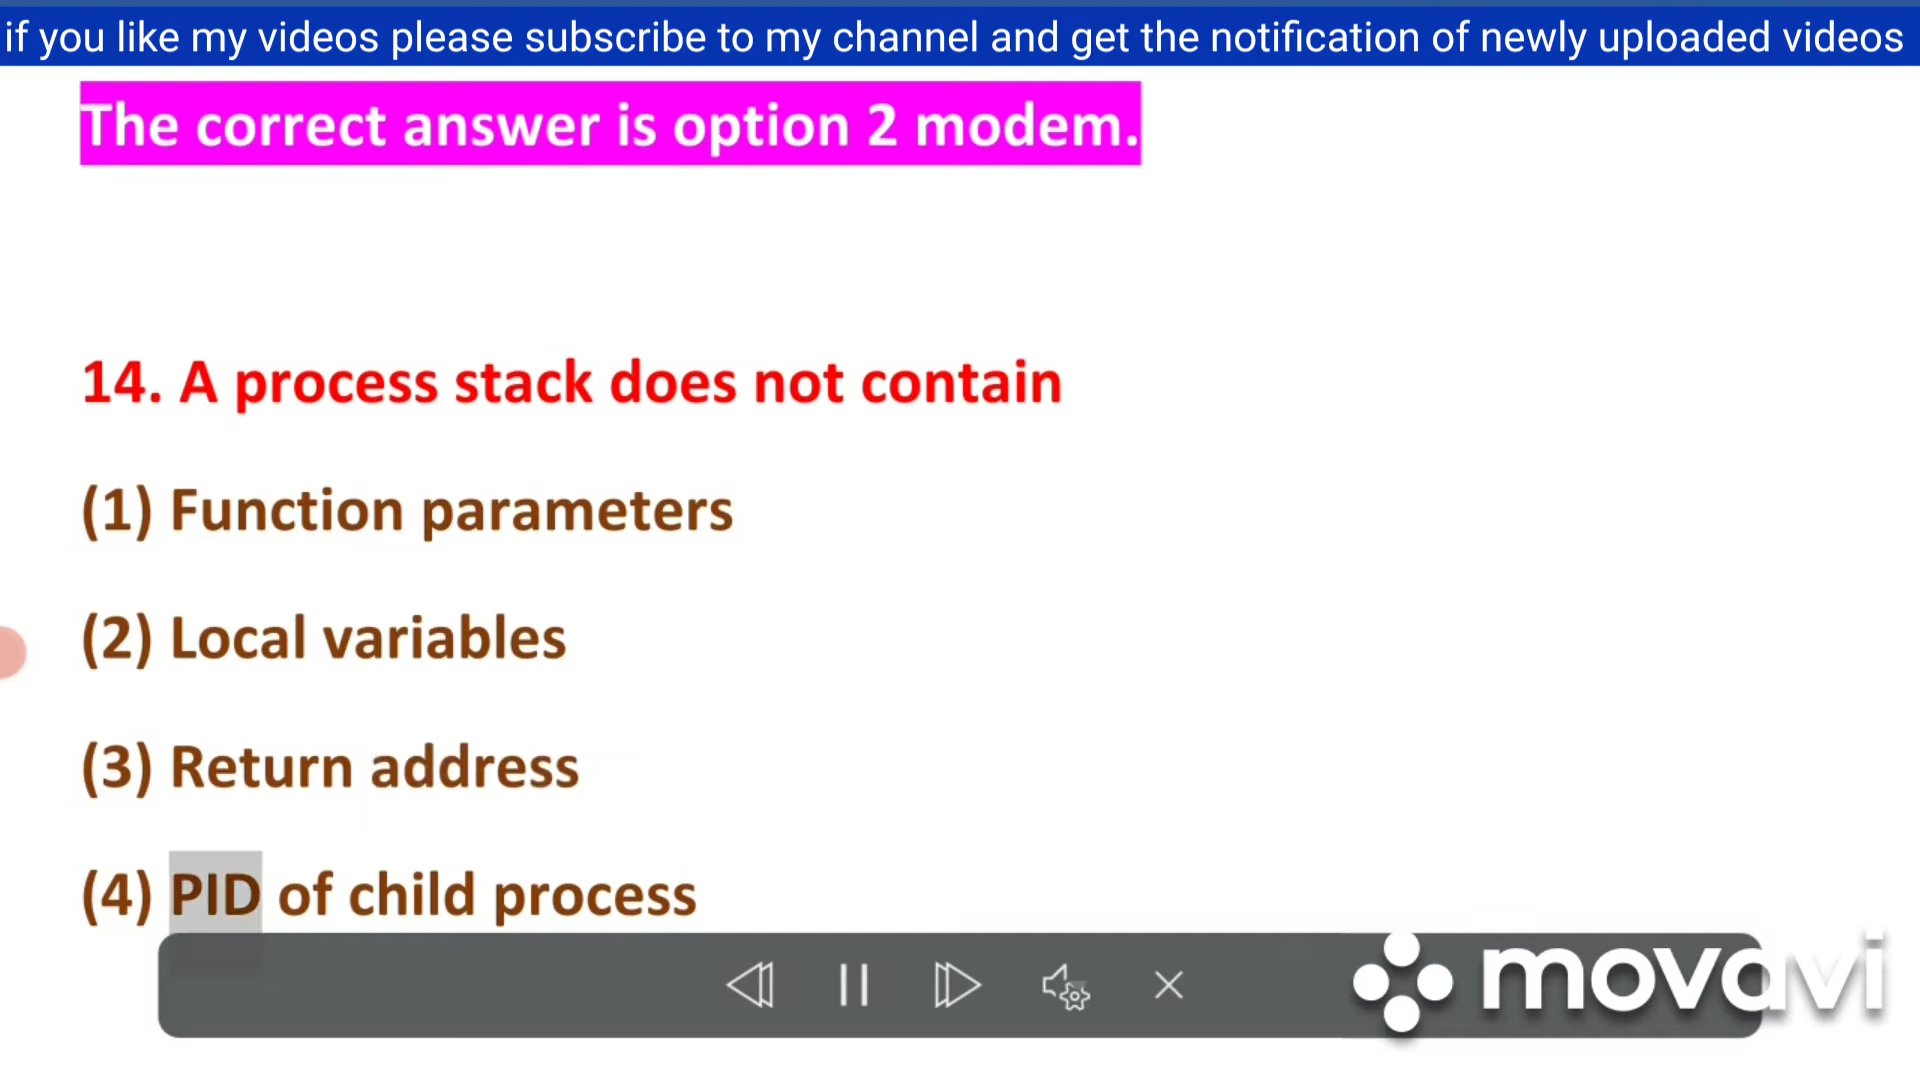 if you like my videos please subscribe to my channel and get the notification of newly uploaded videos
The correct answer is option 2 modem.
14. A process stack does not contain
(1) Function parameters
(2) Local variables
(3) Return address
(4) PID of child process
movavi